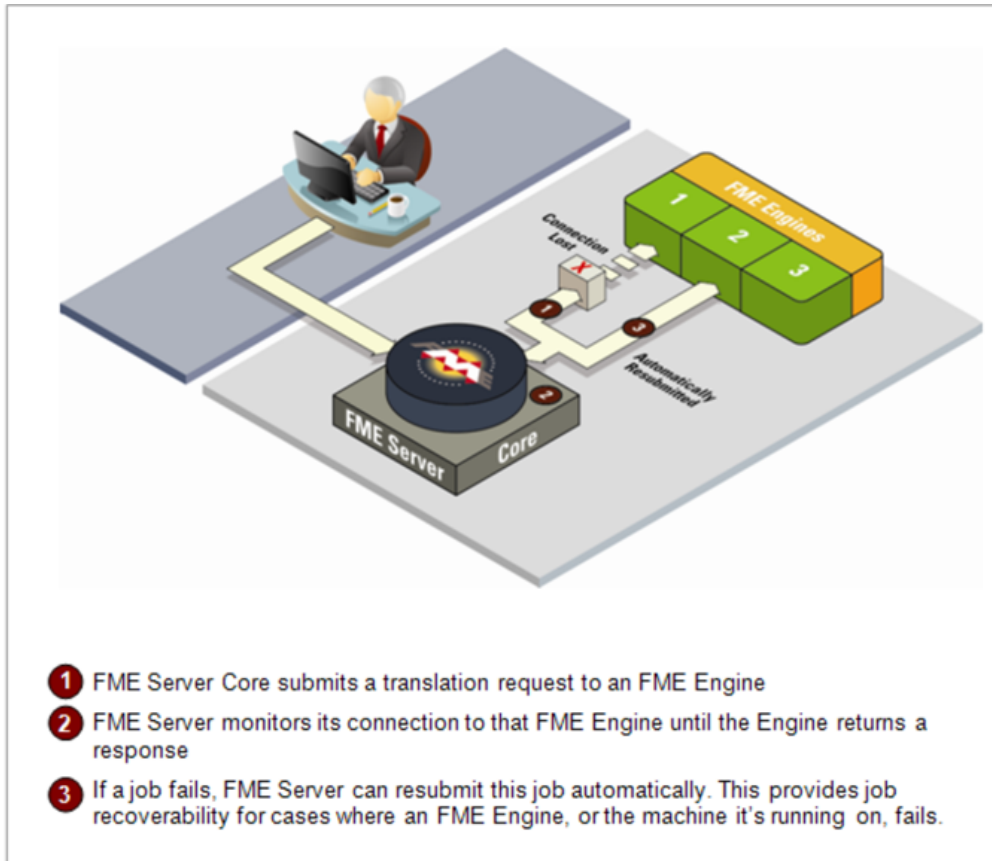 FME Engines
1
2
3
Connection
Lost
X
1
3
Automatically
Resubmitted
2
FME Server
Core
1 FME Server Core submits a translation request to an FME Engine
2 FME Server monitors its connection to that FME Engine until the Engine returns a
response
3 If a job fails, FME Server can resubmit this job automatically. This provides job
recoverability for cases where an FME Engine, or the machine it's running on, fails.